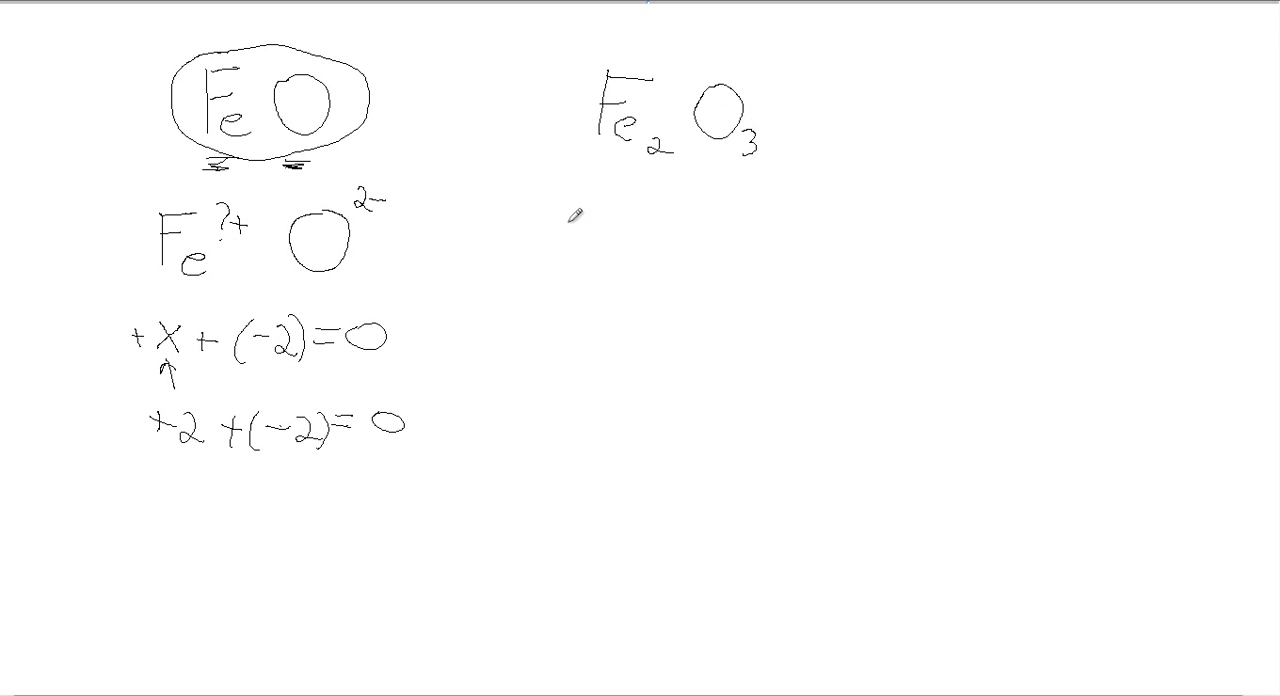 FeO
Fe₂O₃
Fe?+ O2-
+x + (-2) = 0
+2 + (-2) = 0